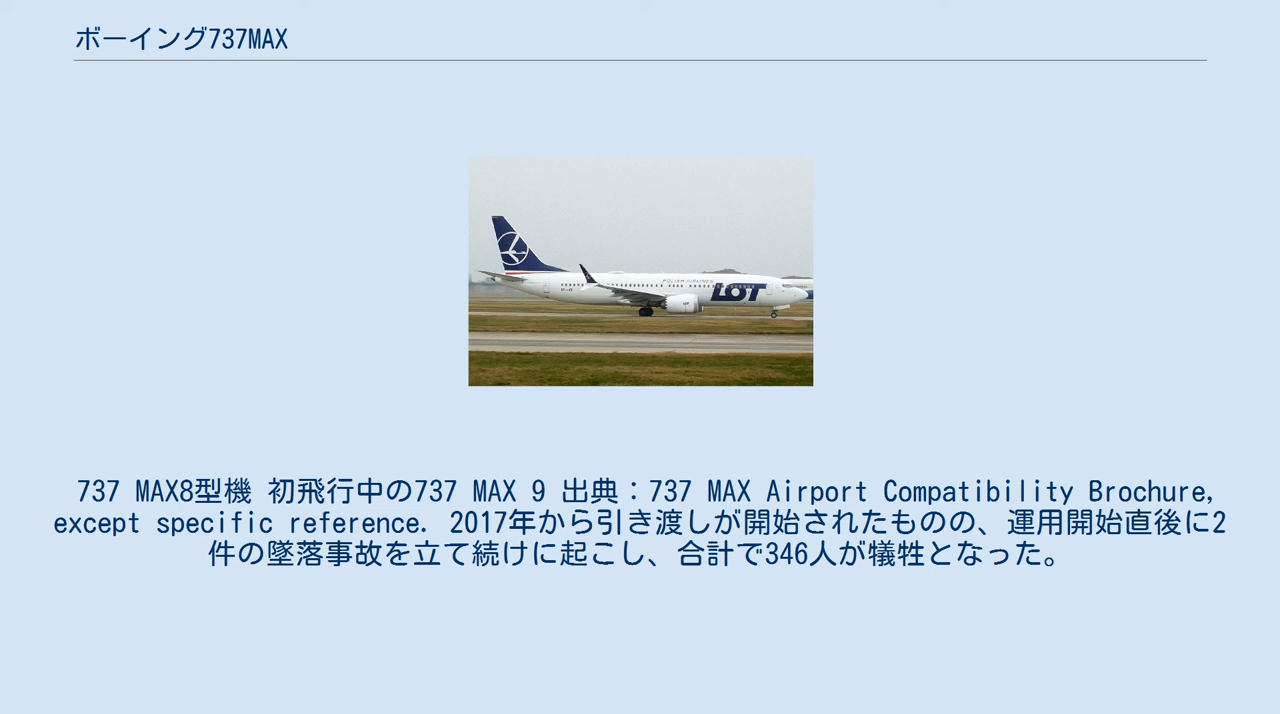 ボーイング737MAX
POLISH AIRLINES
LOT
737 MAX8型機 初飛行中の737 MAX 9 出典：737 MAX Airport Compatibility Brochure,
except specific reference. 2017年から引き渡しが開始されたものの、運用開始直後に2
件の墜落事故を立て続けに起こし、合計で346人が犠牲となった。